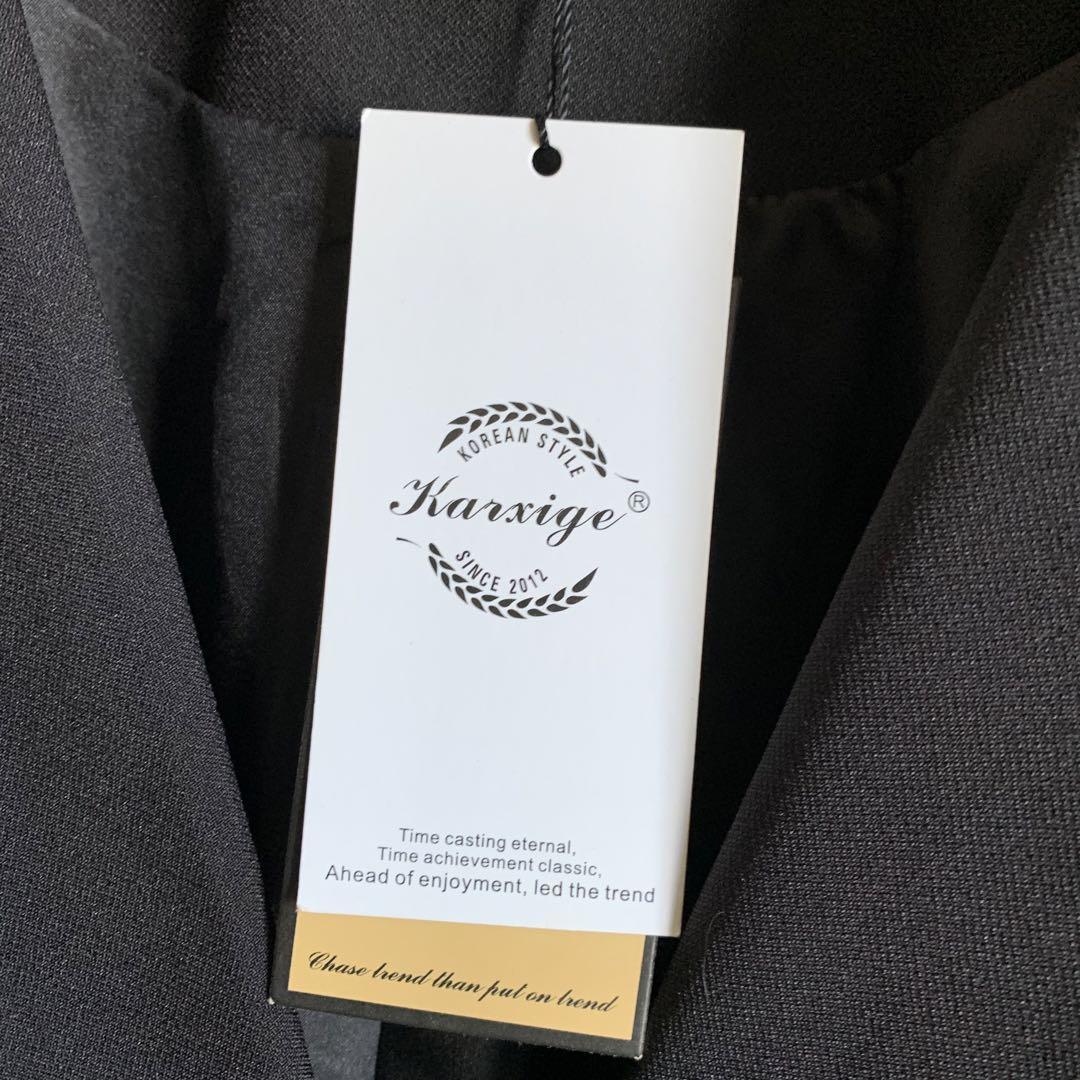 KOREAN STYLE
Karxige®
SINCE 2012
Time casting eternal,
Time achievement classic,
Ahead of enjoyment, led the trend
Chase trend than put on trend